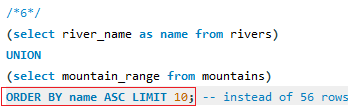 /*6*/
(select river_name as name from rivers)
UNION
(select mountain_range from mountains)
ORDER BY name ASC LIMIT 10; -- instead of 56 rows